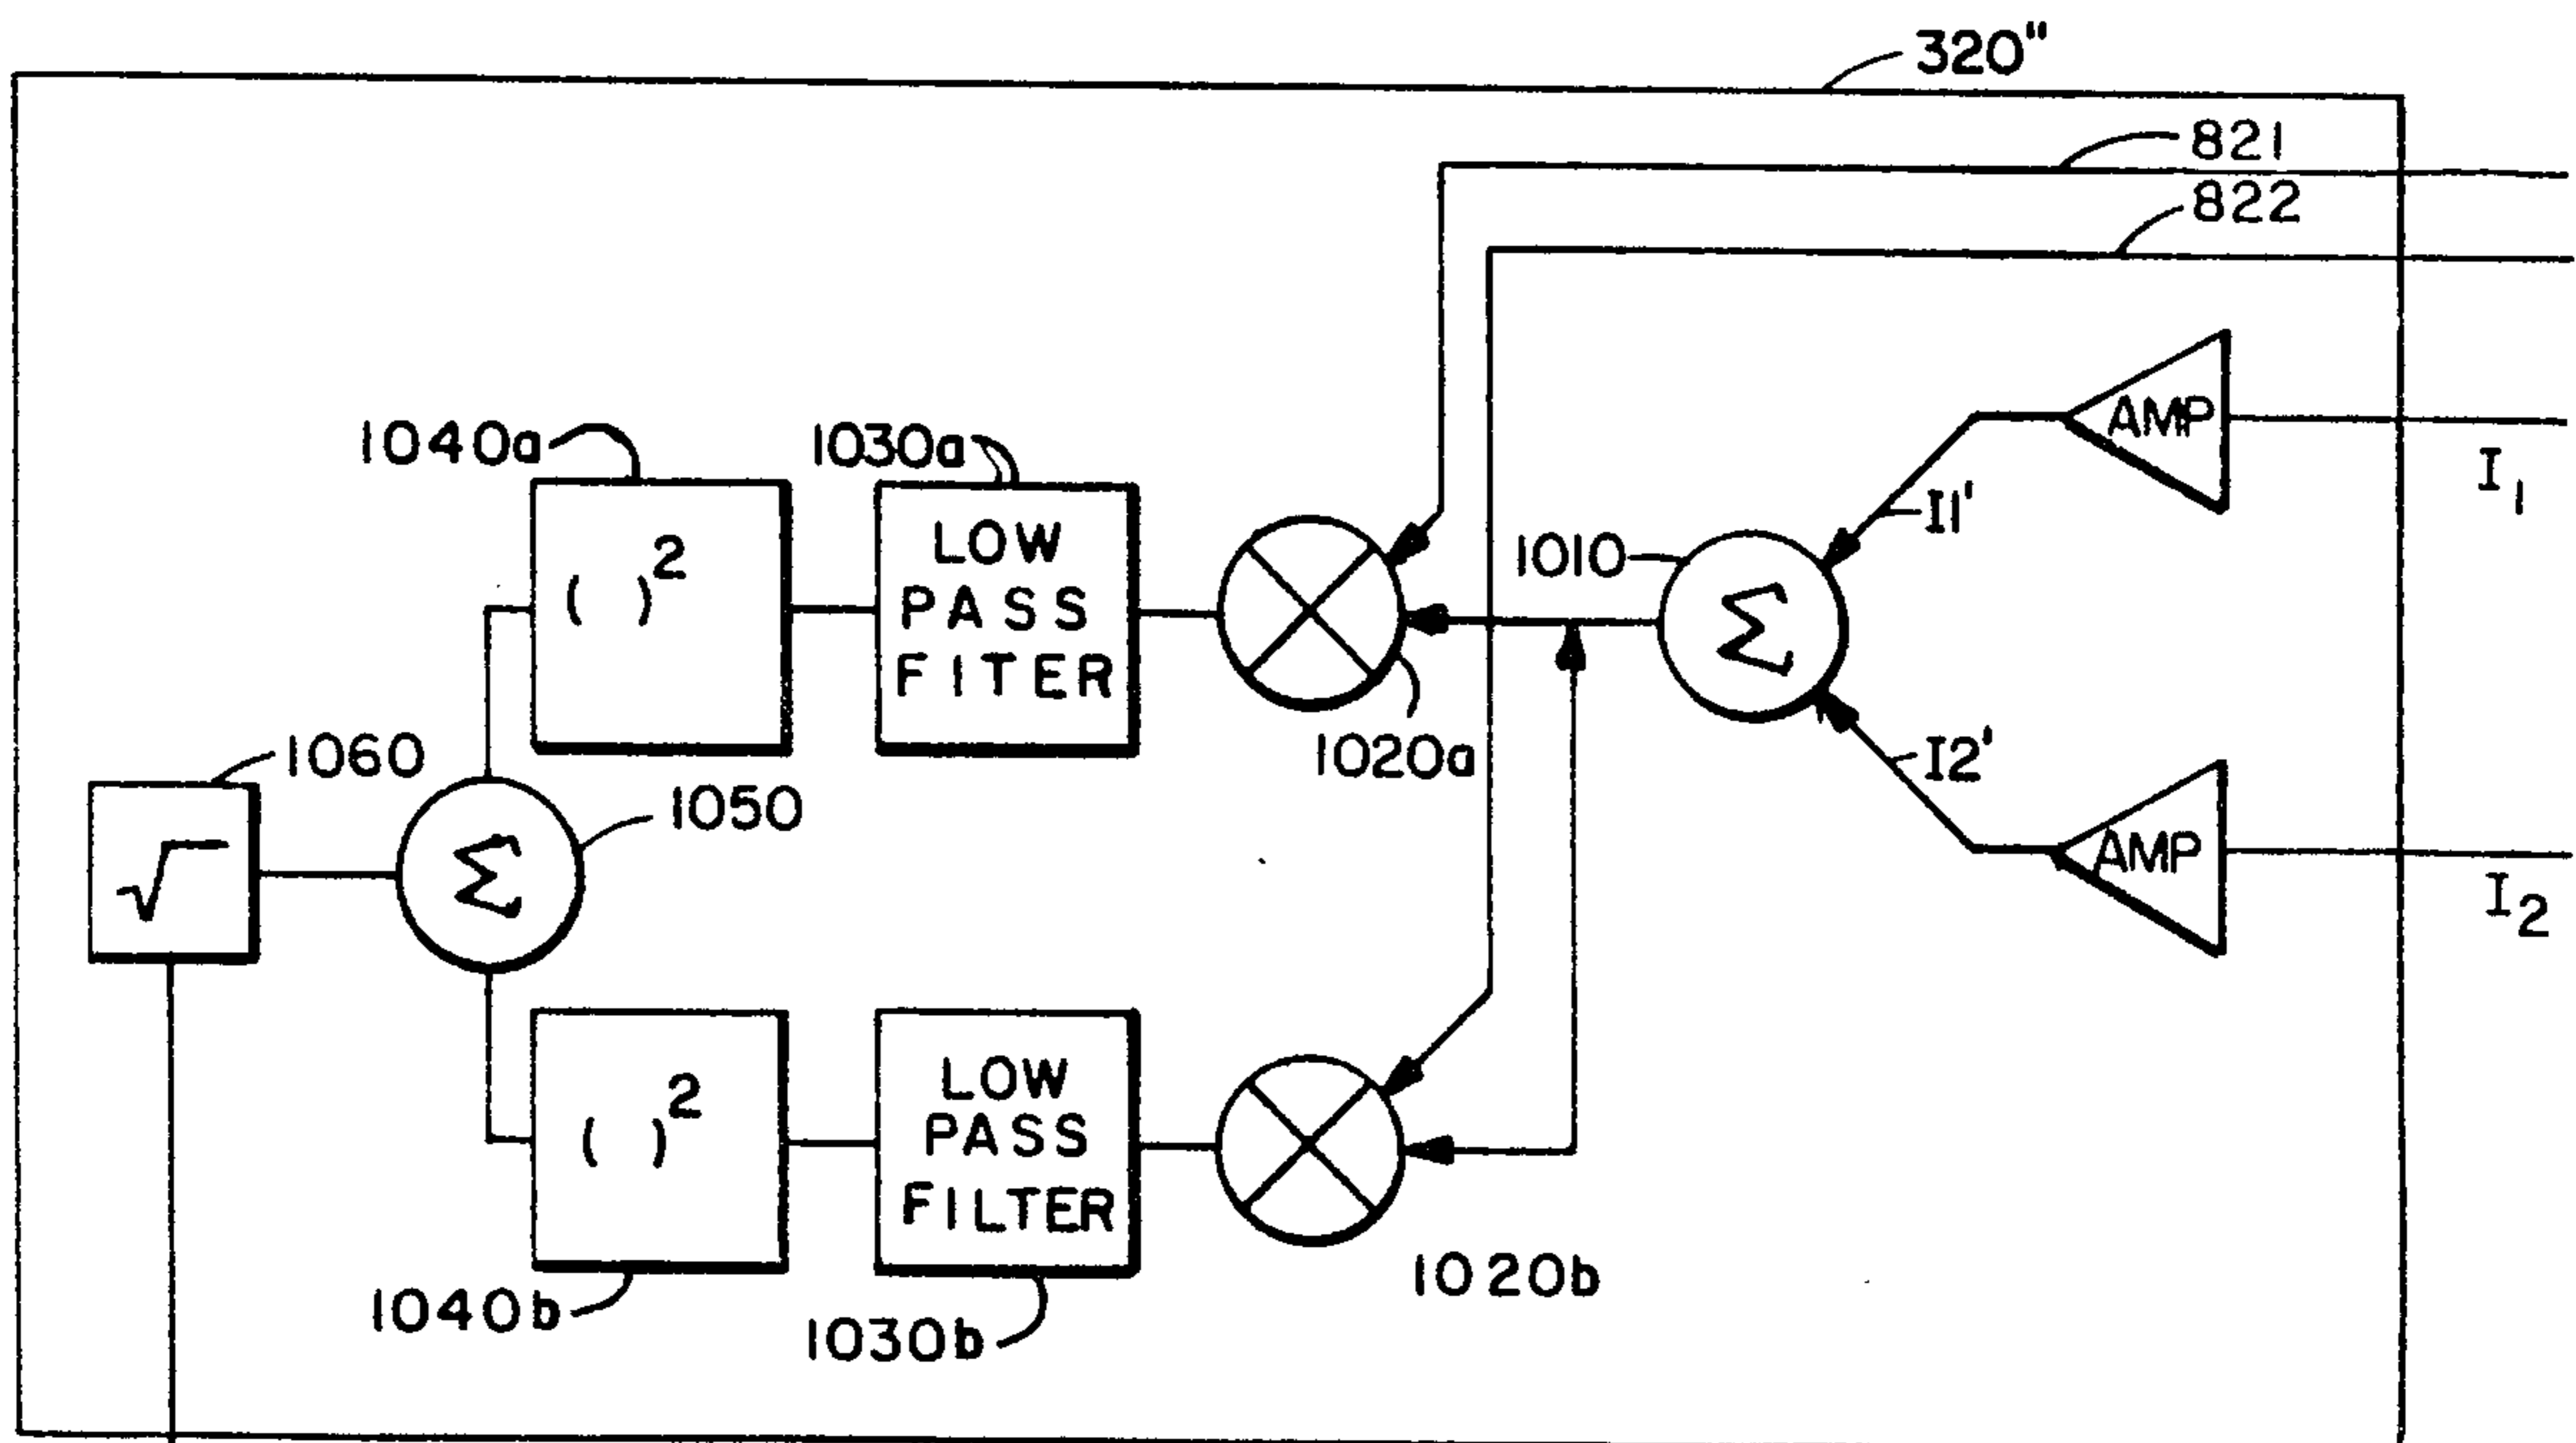 320"
821
822
AMP
I1
1040a
1030a
( )2
LOW
PASS
FITER
I1'
1010
Σ
1020a
1060
√
1050
Σ
I2'
AMP
I2
( )2
LOW
PASS
FILTER
1020b
1040b
1030b